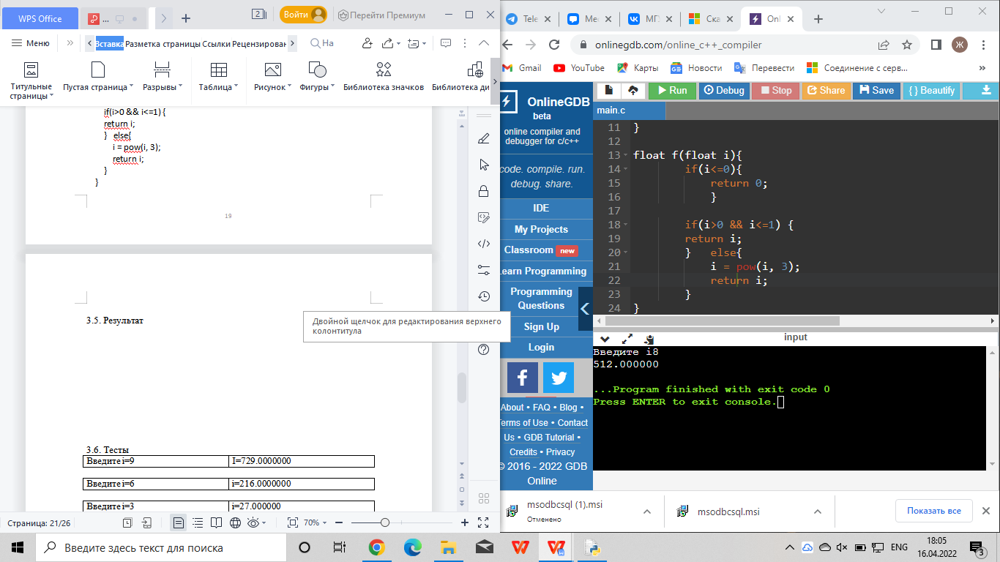 WPS Office
...
2
Войти
Перейти Премиум
Меню
Вставка Разметка страницы Ссылки Рецензирован
На
Титульные страницы
Пустая страница
Разрывы
Таблица
Рисунок
Фигуры
Библиотека значков
Библиотека ди
if(i>0 && i<=1) {
return i;
} else{
i = pow(i, 3);
return i;
}
}
19
3.5. Результат
Двойной щелчок для редактирования верхнего
колонтитула
3.6. Тесты
Введите i=9 I=729.0000000
Введите i=6 i=216.0000000
Введите i=3 i=27.000000
Страница: 21/26
70%
Tele
Mec
МГУ
Ска
Onl
onlinegdb.com/online_c++_compiler
Ж
Gmail
YouTube
Карты
Новости
Перевести
Соединение с серв...
OnlineGDB
beta
online compiler and
debugger for c/c++
code. compile. run.
debug. share.
IDE
My Projects
Classroom new
Learn Programming
Programming
Questions
Sign Up
Login
About • FAQ • Blog •
Terms of Use • Contact
Us • GDB Tutorial •
Credits • Privacy
© 2016 - 2022 GDB
Online
Run
Debug
Stop
Share
Save
{ } Beautify
main.c
11 }
12
13 float f(float i){
14 if(i<=0){
15 return 0;
16 }
17
18 if(i>0 && i<=1) {
19 return i;
20 } else{
21 i = pow(i, 3);
22 return i;
23 }
24 }
input
Введите i8
512.000000
...Program finished with exit code 0
Press ENTER to exit console.
msodbcsql (1).msi
Отменено
msodbcsql.msi
Показать все
Введите здесь текст для поиска
ENG
18:05
16.04.2022
3